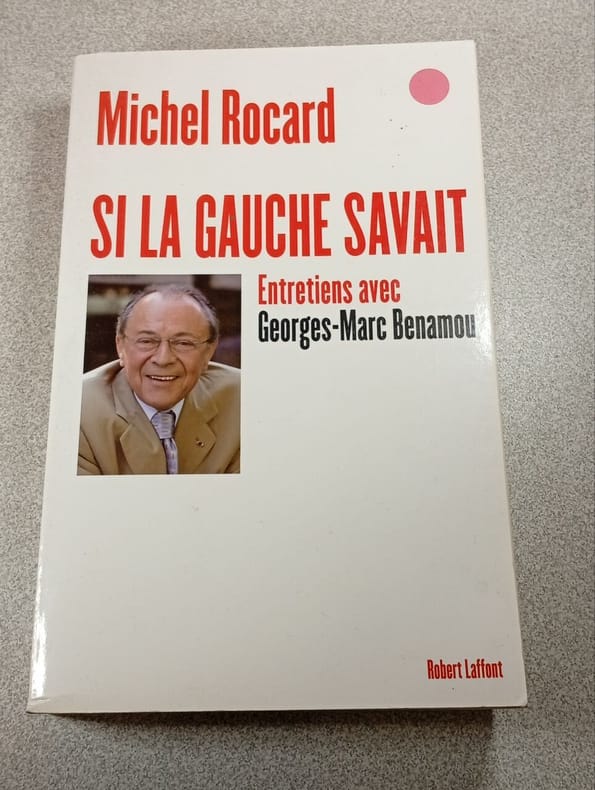 Michel Rocard
SI LA GAUCHE SAVAIT
Entretiens avec
Georges-Marc Benamou
Robert Laffont